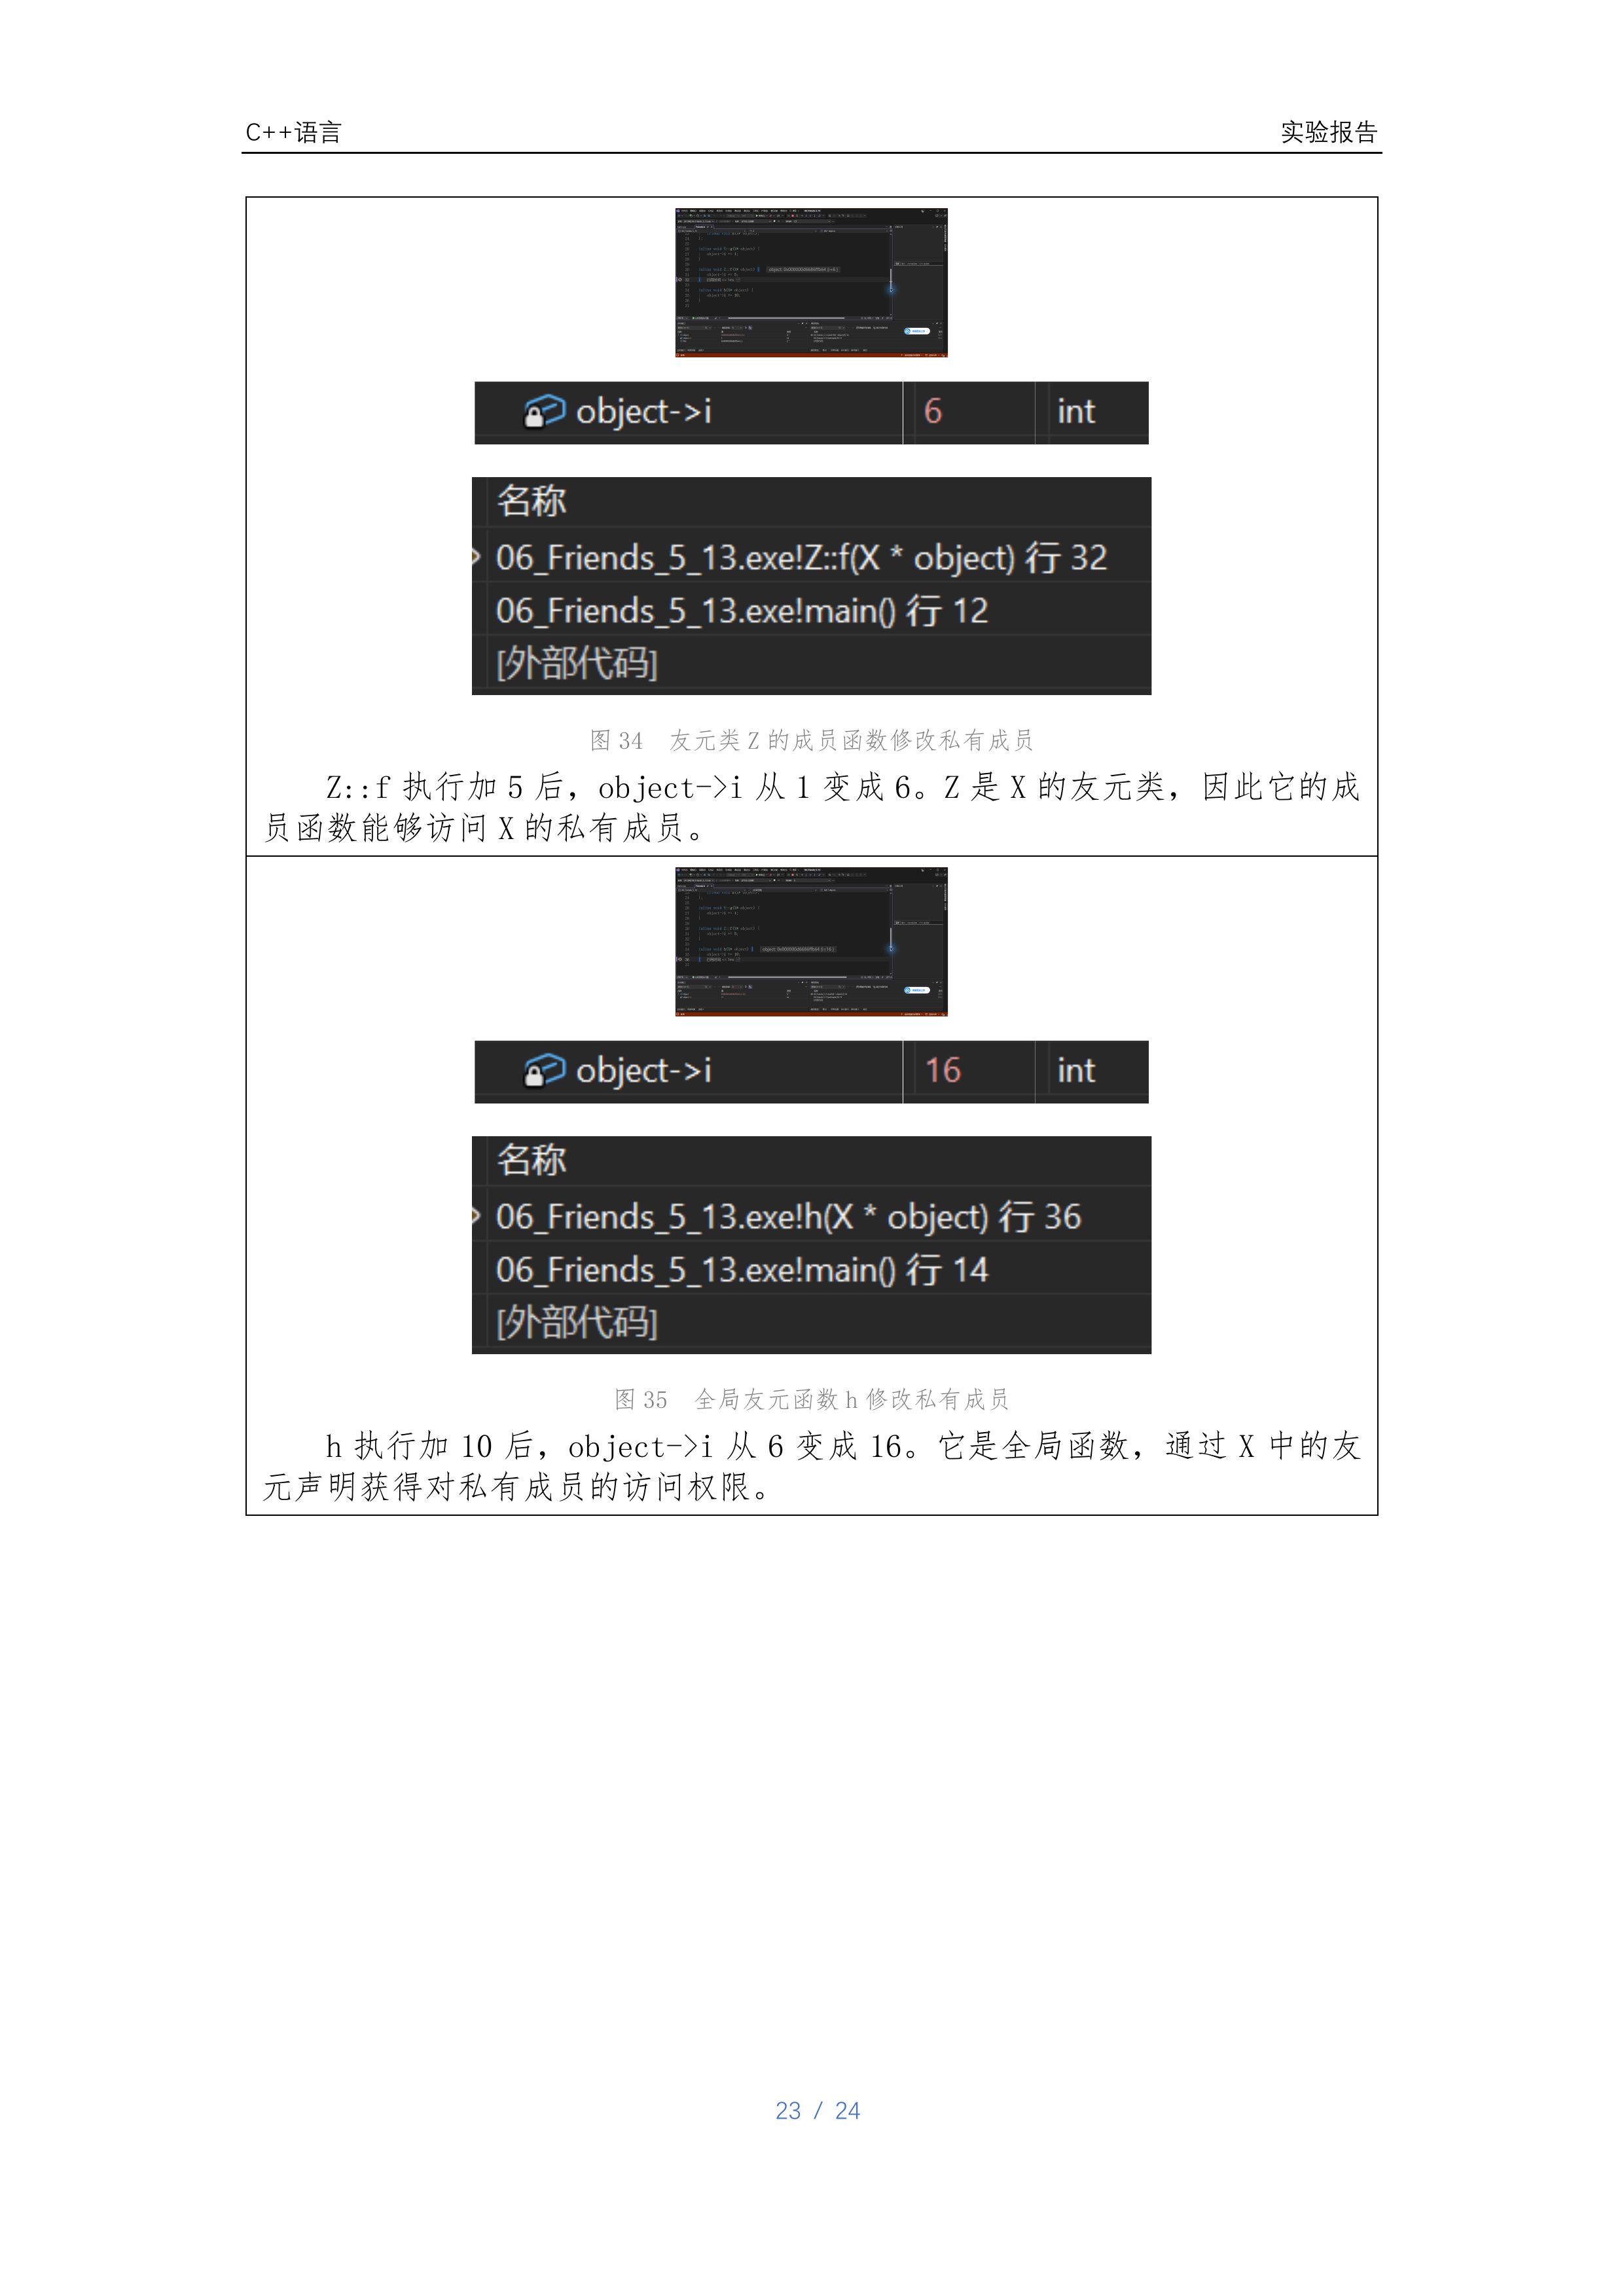 C++语言
实验报告
object->i 6 int
名称
06_Friends_5_13.exe!Z::f(X * object) 行 32
06_Friends_5_13.exe!main() 行 12
[外部代码]
图 34 友元类 Z 的成员函数修改私有成员
Z::f 执行加 5 后，object->i 从 1 变成 6。Z 是 X 的友元类，因此它的成
员函数能够访问 X 的私有成员。
object->i 16 int
名称
06_Friends_5_13.exe!h(X * object) 行 36
06_Friends_5_13.exe!main() 行 14
[外部代码]
图 35 全局友元函数 h 修改私有成员
h 执行加 10 后，object->i 从 6 变成 16。它是全局函数，通过 X 中的友
元声明获得对私有成员的访问权限。
23 / 24